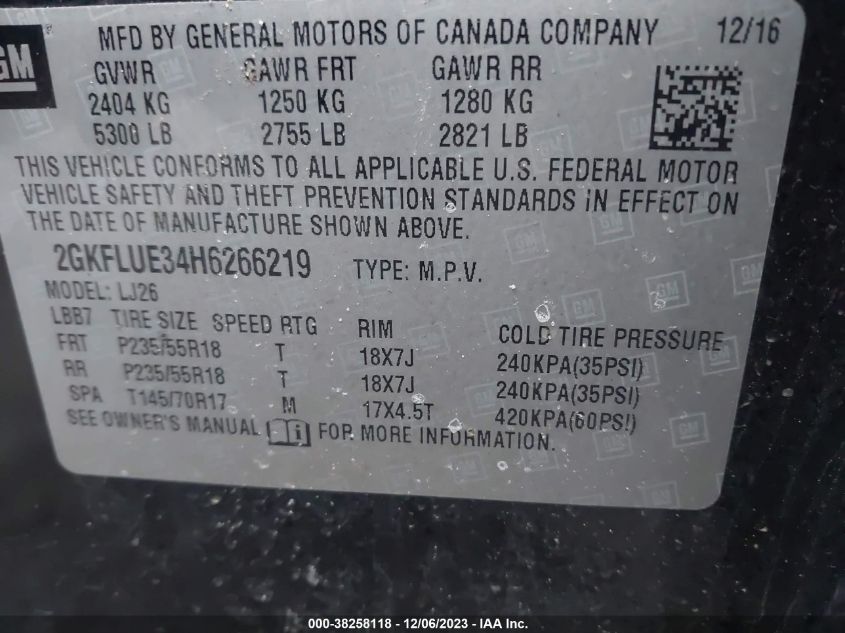 GM
MFD BY GENERAL MOTORS OF CANADA COMPANY 12/16
GVWR GAWR FRT GAWR RR
2404 KG 1250 KG 1280 KG
5300 LB 2755 LB 2821 LB
THIS VEHICLE CONFORMS TO ALL APPLICABLE U.S. FEDERAL MOTOR
VEHICLE SAFETY AND THEFT PREVENTION STANDARDS IN EFFECT ON
THE DATE OF MANUFACTURE SHOWN ABOVE.
2GKFLUE34H6266219 TYPE: M.P.V.
MODEL: LJ26
LBB7 TIRE SIZE SPEED RTG RIM COLD TIRE PRESSURE
FRT P235/55R18 T 18X7J 240KPA(35PSI)
RR P235/55R18 T 18X7J 240KPA(35PSI)
SPA T145/70R17 M 17X4.5T 420KPA(60PSI)
SEE OWNER'S MANUAL i FOR MORE INFORMATION.
000-38258118 - 12/06/2023 - IAA Inc.